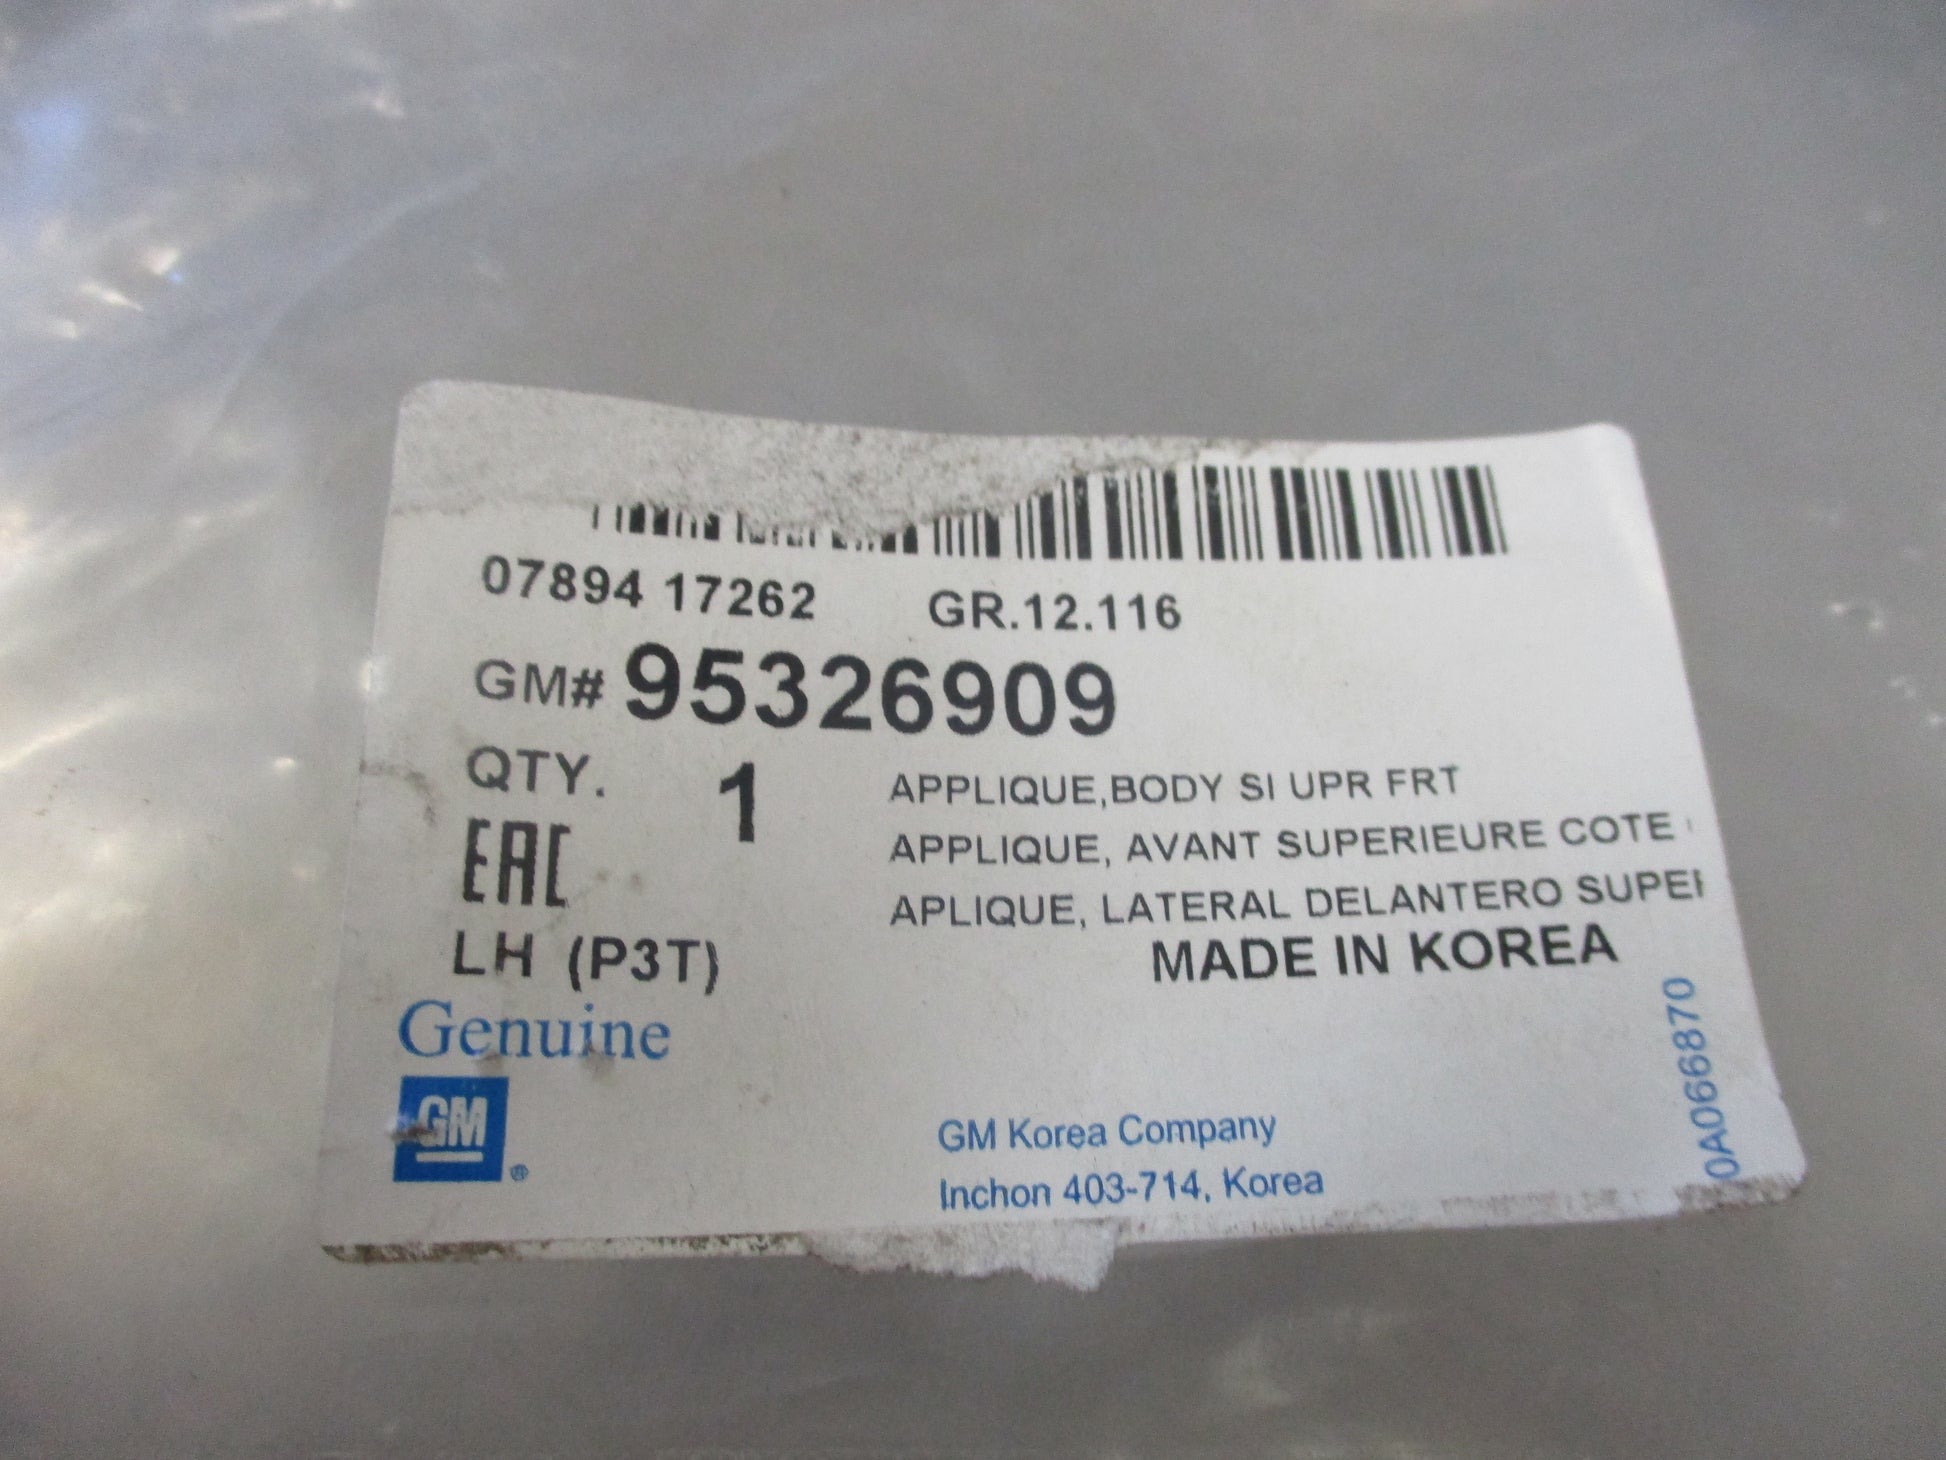 07894 17262 GR.12.116
GM# 95326909
QTY. 1
APPLIQUE,BODY SI UPR FRT
APPLIQUE, AVANT SUPERIEURE COTE
APLIQUE, LATERAL DELANTERO
EAC
LH (P3T)
MADE IN KOREA
Genuine
GM ®
GM Korea Company
Inchon 403-714, Korea
0A066870